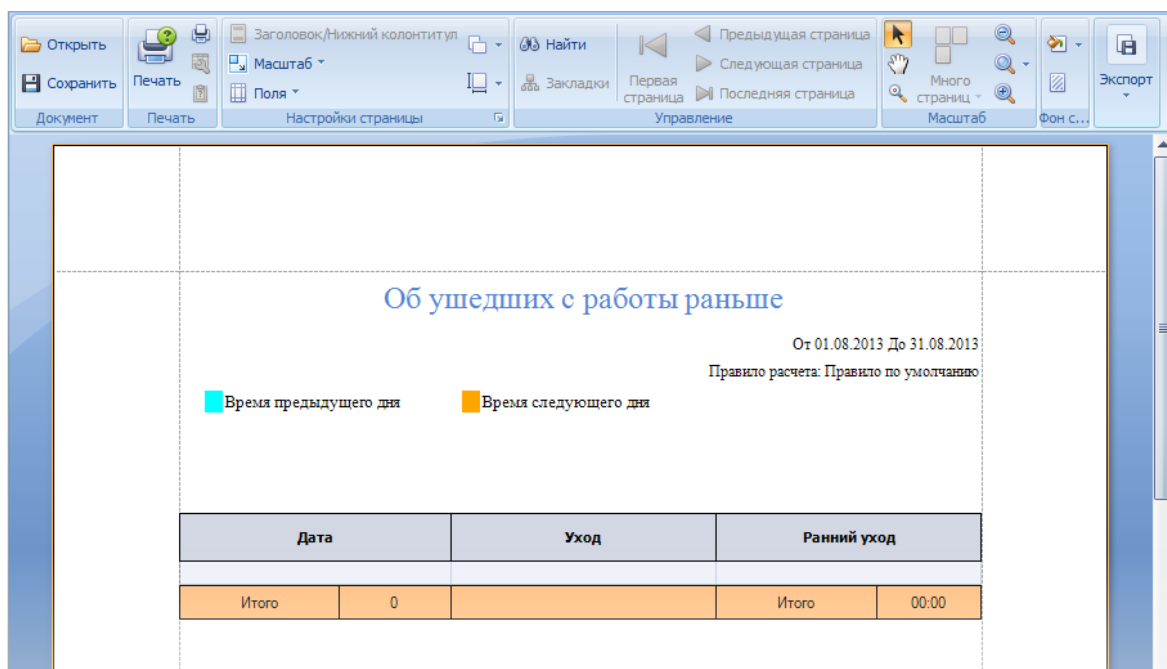 Открыть
Сохранить
Документ
Печать
Печать
Заголовок/Нижний колонтитул
Масштаб
Поля
Настройки страницы
Найти
Закладки
Первая
страница
Предыдущая страница
Следующая страница
Последняя страница
Управление
Много
страниц
Масштаб
Фон с...
Экспорт
Об ушедших с работы раньше
От 01.08.2013 До 31.08.2013
Правило расчета: Правило по умолчанию
Время предыдущего дня Время следующего дня
Дата Уход Ранний уход
Итого 0 Итого 00:00